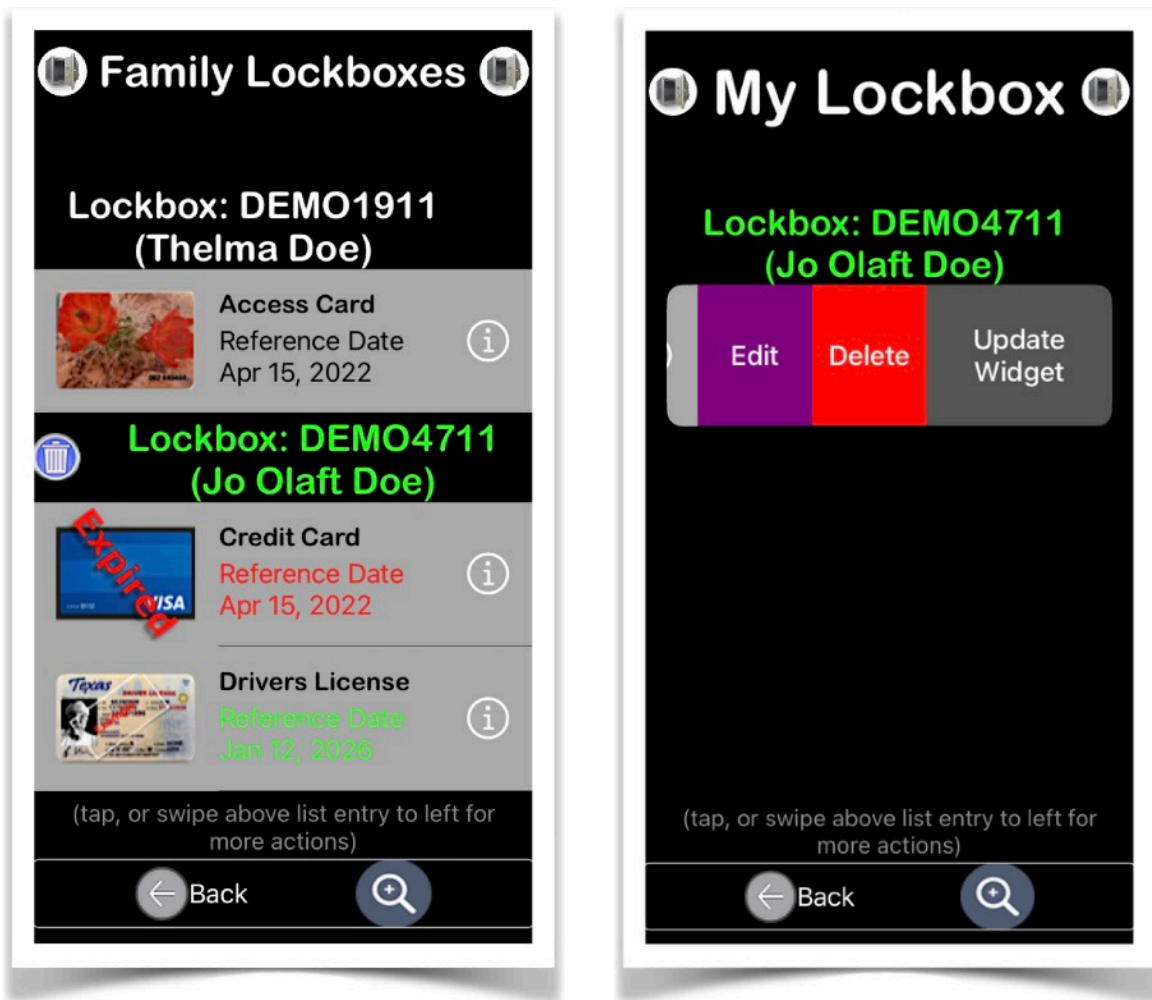 Family Lockboxes
Lockbox: DEMO1911
(Thelma Doe)
Access Card
Reference Date
Apr 15, 2022
Lockbox: DEMO4711
(Jo Olaft Doe)
Expired
VISA
Credit Card
Reference Date
Apr 15, 2022
Texas
DRIVER LICENSE
Drivers License
Reference Date
Jan 12, 2026
(tap, or swipe above list entry to left for
more actions)
Back
My Lockbox
Lockbox: DEMO4711
(Jo Olaft Doe)
Edit
Delete
Update
Widget
(tap, or swipe above list entry to left for
more actions)
Back